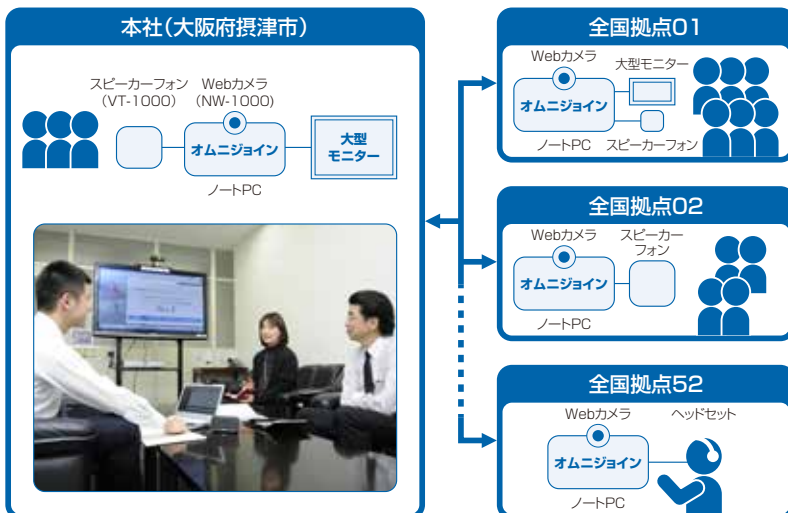 本社（大阪府摂津市）
スピーカーフォン
（VT-1000）
Webカメラ
（NW-1000）
オムニジョイン
大型
モニター
ノートPC
全国拠点01
Webカメラ
大型モニター
オムニジョイン
ノートPC
スピーカーフォン
全国拠点02
Webカメラ
スピーカー
フォン
オムニジョイン
ノートPC
全国拠点52
Webカメラ
ヘッドセット
オムニジョイン
ノートPC